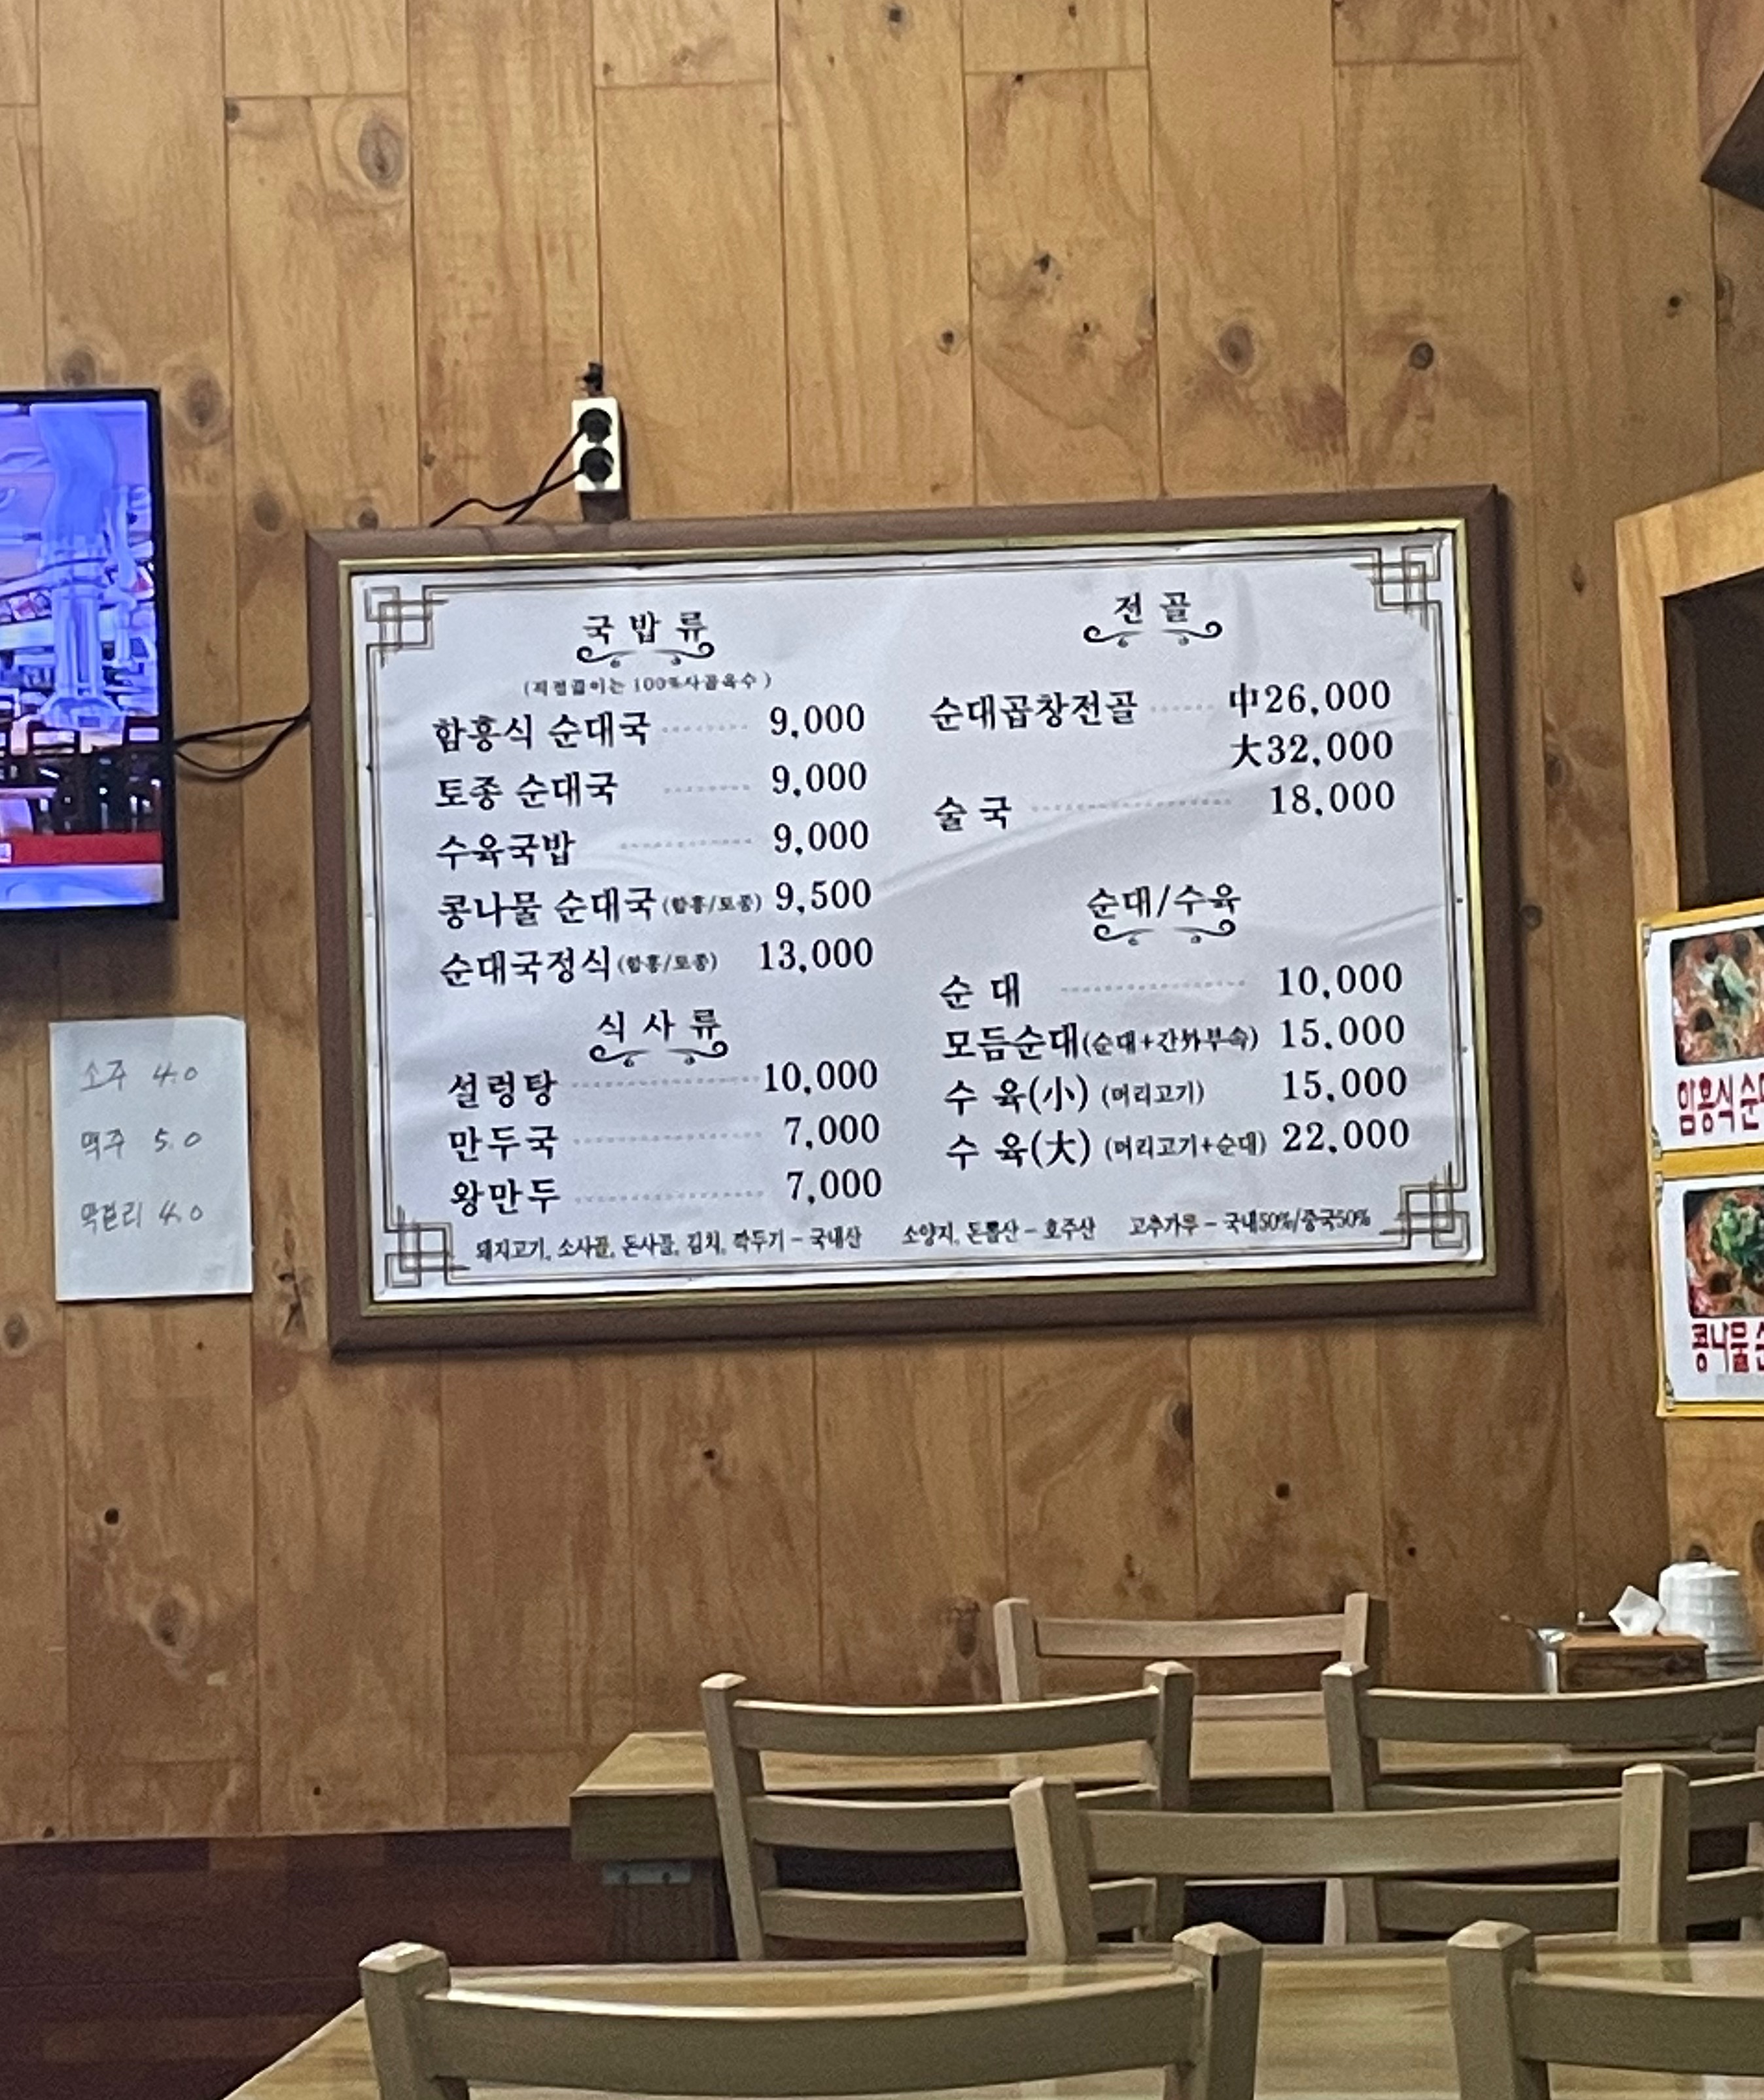 국밥류
(직접끓이는 100%사골육수)
함흥식 순대국 9,000
토종 순대국 9,000
수육국밥 9,000
콩나물 순대국 (함흥/토종) 9,500
순대국정식 (함흥/토종) 13,000
식사류
설렁탕 10,000
만두국 7,000
왕만두 7,000
전골
순대곱창전골 中26,000
大32,000
술국 18,000
순대/수육
순대 10,000
모듬순대(순대+간外부속) 15,000
수육(小) (머리고기) 15,000
수육(大) (머리고기+순대) 22,000
돼지고기, 소사골, 돈사골, 김치, 깍두기 - 국내산 소양지, 돈뽈산 - 호주산 고추가루 - 국내50%/중국50%
소주 4.0
맥주 5.0
막걸리 4.0
함흥식 순
콩나물